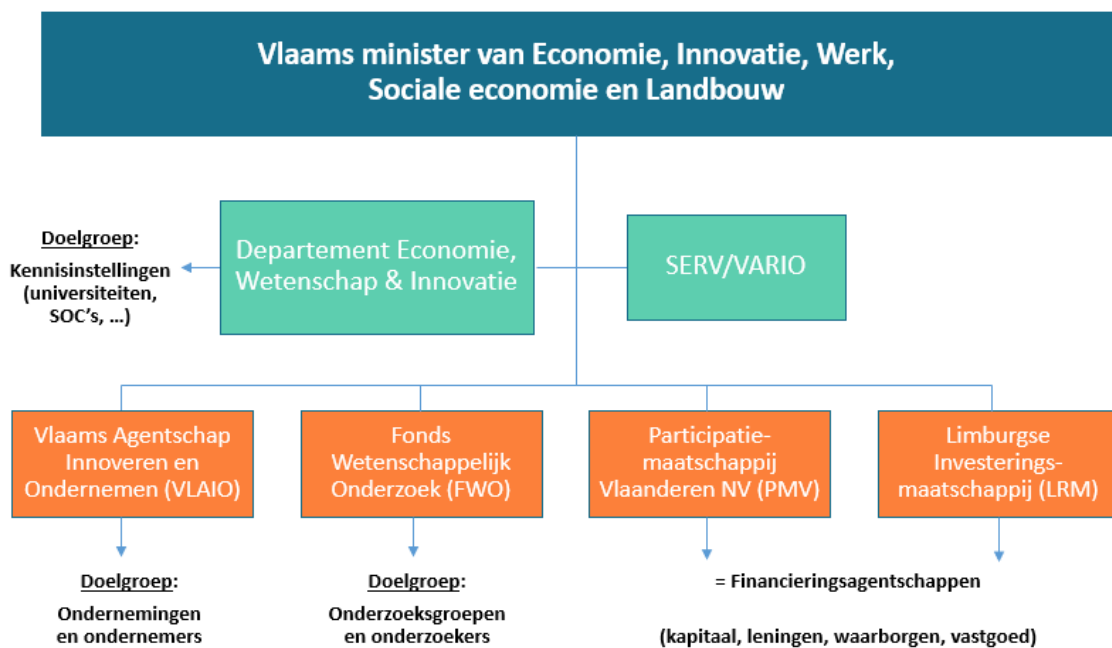 Vlaams minister van Economie, Innovatie, Werk,
Sociale economie en Landbouw
Doelgroep:
Kennisinstellingen
(universiteiten,
SOC's, ...)
Departement Economie,
Wetenschap & Innovatie
SERV/VARIO
Vlaams Agentschap
Innoveren en
Ondernemen (VLAIO)
Fonds
Wetenschappelijk
Onderzoek (FWO)
Participatie-
maatschappij
Vlaanderen NV (PMV)
Limburgse
Investerings-
maatschappij (LRM)
Doelgroep:
Ondernemingen
en ondernemers
Doelgroep:
Onderzoeksgroepen
en onderzoekers
= Financieringsagentschappen
(kapitaal, leningen, waarborgen, vastgoed)